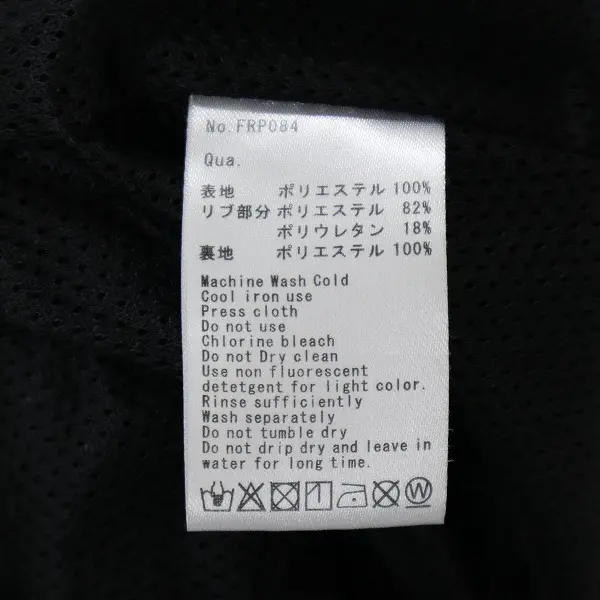 No.FRP084
Qua.
表地 ポリエステル 100%
リブ部分 ポリエステル 82%
ポリウレタン 18%
裏地 ポリエステル 100%
Machine Wash Cold
Cool iron use
Press cloth
Do not use
Chlorine bleach
Do not Dry clean
Use non fluorescent
detetgent for light color.
Rinse sufficiently
Wash separately
Do not tumble dry
Do not drip dry and leave in
water for long time.
W